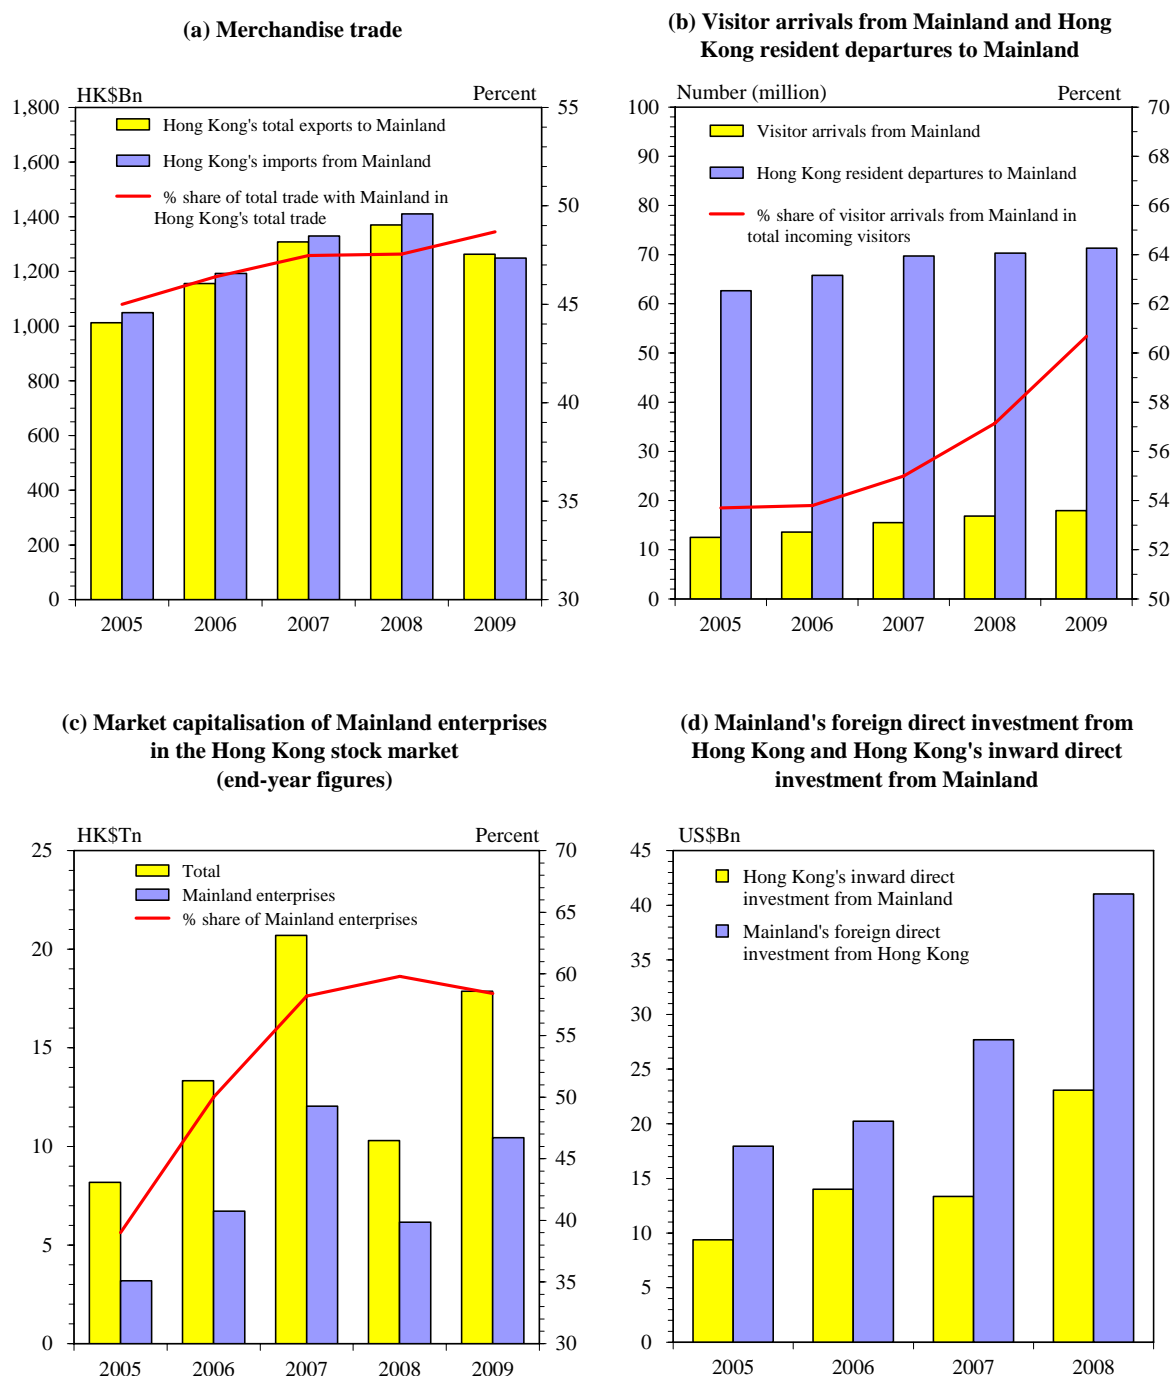 (a) Merchandise trade
HK$Bn
Percent
1,800
1,600
1,400
1,200
1,000
800
600
400
200
0
55
50
45
40
35
30
Hong Kong's total exports to Mainland
Hong Kong's imports from Mainland
% share of total trade with Mainland in
Hong Kong's total trade
2005
2006
2007
2008
2009
(b) Visitor arrivals from Mainland and Hong
Kong resident departures to Mainland
Number (million)
Percent
100
90
80
70
60
50
40
30
20
10
0
70
68
66
64
62
60
58
56
54
52
50
Visitor arrivals from Mainland
Hong Kong resident departures to Mainland
% share of visitor arrivals from Mainland in
total incoming visitors
2005
2006
2007
2008
2009
(c) Market capitalisation of Mainland enterprises
in the Hong Kong stock market
(end-year figures)
HK$Tn
Percent
25
20
15
10
5
0
70
65
60
55
50
45
40
35
30
Total
Mainland enterprises
% share of Mainland enterprises
2005
2006
2007
2008
2009
(d) Mainland's foreign direct investment from
Hong Kong and Hong Kong's inward direct
investment from Mainland
US$Bn
45
40
35
30
25
20
15
10
5
0
Hong Kong's inward direct
investment from Mainland
Mainland's foreign direct
investment from Hong Kong
2005
2006
2007
2008